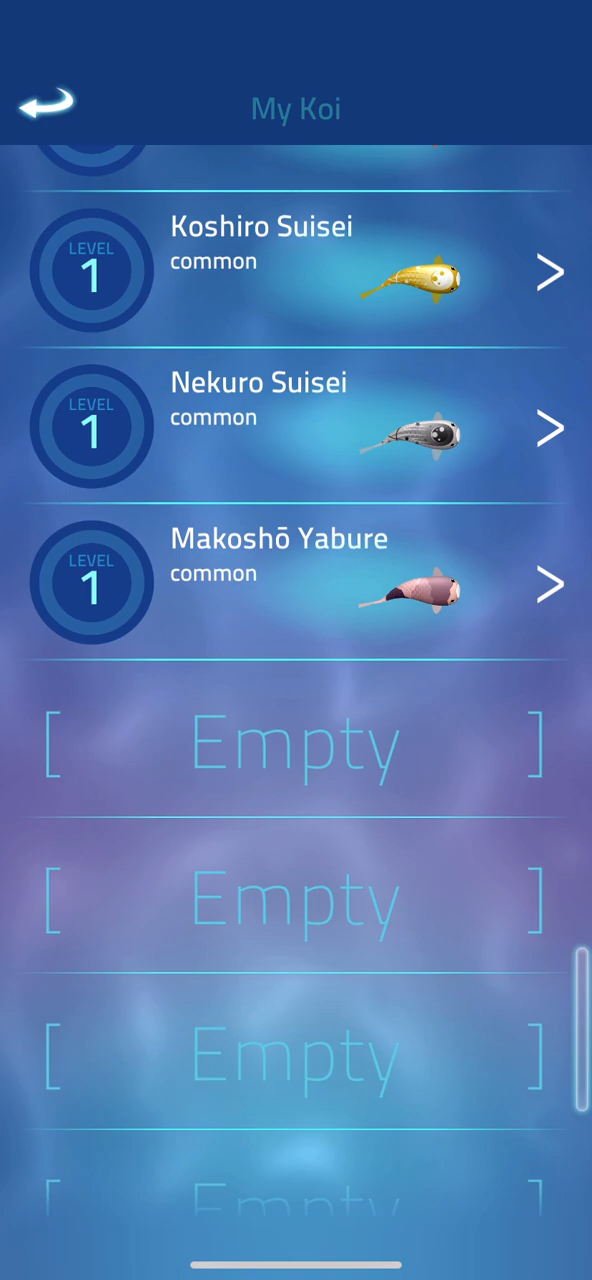 My Koi
LEVEL
1
Koshiro Suisei
common
>
LEVEL
1
Nekuro Suisei
common
>
LEVEL
1
Makoshō Yabure
common
>
[ Empty ]
[ Empty ]
[ Empty ]
[ Empty ]